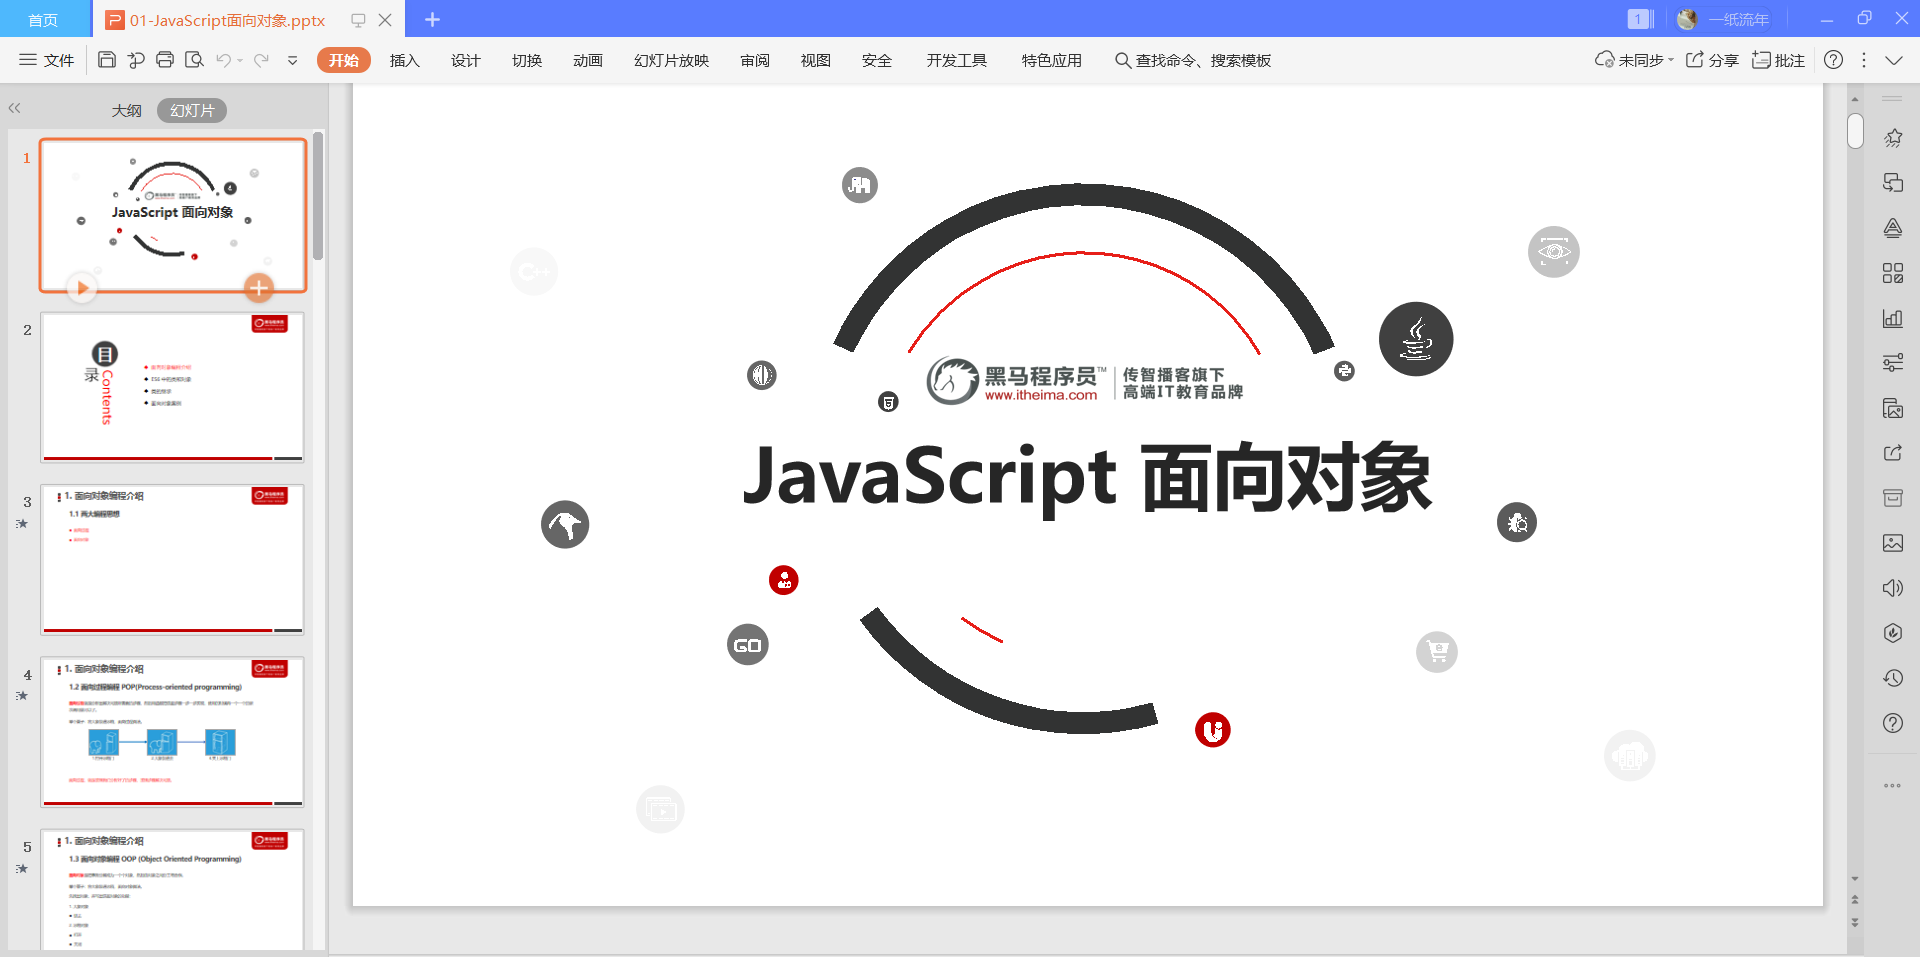 首页
01-JavaScript面向对象.pptx
1
一纸流年
文件
开始
插入
设计
切换
动画
幻灯片放映
审阅
视图
安全
开发工具
特色应用
查找命令、搜索模板
未同步
分享
批注
大纲
幻灯片
1
JavaScript 面向对象
2
目
录
Contents
3
1. 面向对象编程介绍
1.1 两大编程思想
4
1. 面向对象编程介绍
1.2 面向过程编程 POP(Process-oriented programming)
5
1. 面向对象编程介绍
1.3 面向对象编程 OOP (Object Oriented Programming)
黑马程序员™
www.itheima.com
传智播客旗下
高端IT教育品牌
JavaScript 面向对象
GO